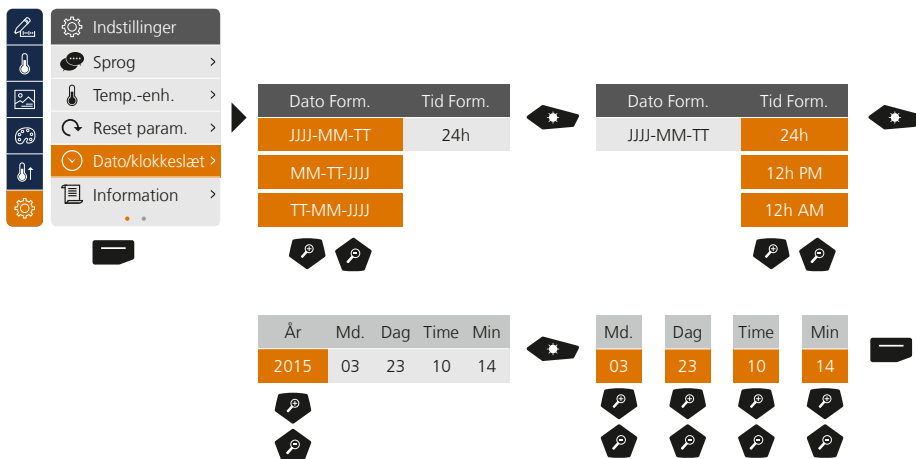 Indstillinger
Sprog
Temp.-enh.
Reset param.
Dato/klokkeslæt
Information
Dato Form. Tid Form.
JJJJ-MM-TT 24h
MM-TT-JJJJ
TT-MM-JJJJ
Dato Form. Tid Form.
JJJJ-MM-TT 24h
12h PM
12h AM
År Md. Dag Time Min
2015 03 23 10 14
Md. Dag Time Min
03 23 10 14